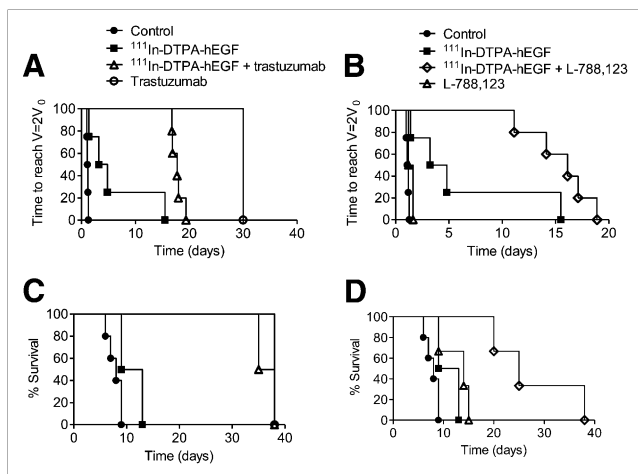 A
Control
¹¹¹In-DTPA-hEGF
¹¹¹In-DTPA-hEGF + trastuzumab
Trastuzumab
Time to reach V=2V₀
100
80
60
40
20
0
0
10
20
30
40
Time (days)
B
Control
¹¹¹In-DTPA-hEGF
¹¹¹In-DTPA-hEGF + L-788,123
L-788,123
Time to reach V=2V₀
100
80
60
40
20
0
0
5
10
15
20
Time (days)
C
% Survival
100
80
60
40
20
0
0
10
20
30
40
Time (days)
D
% Survival
100
80
60
40
20
0
0
10
20
30
40
Time (days)